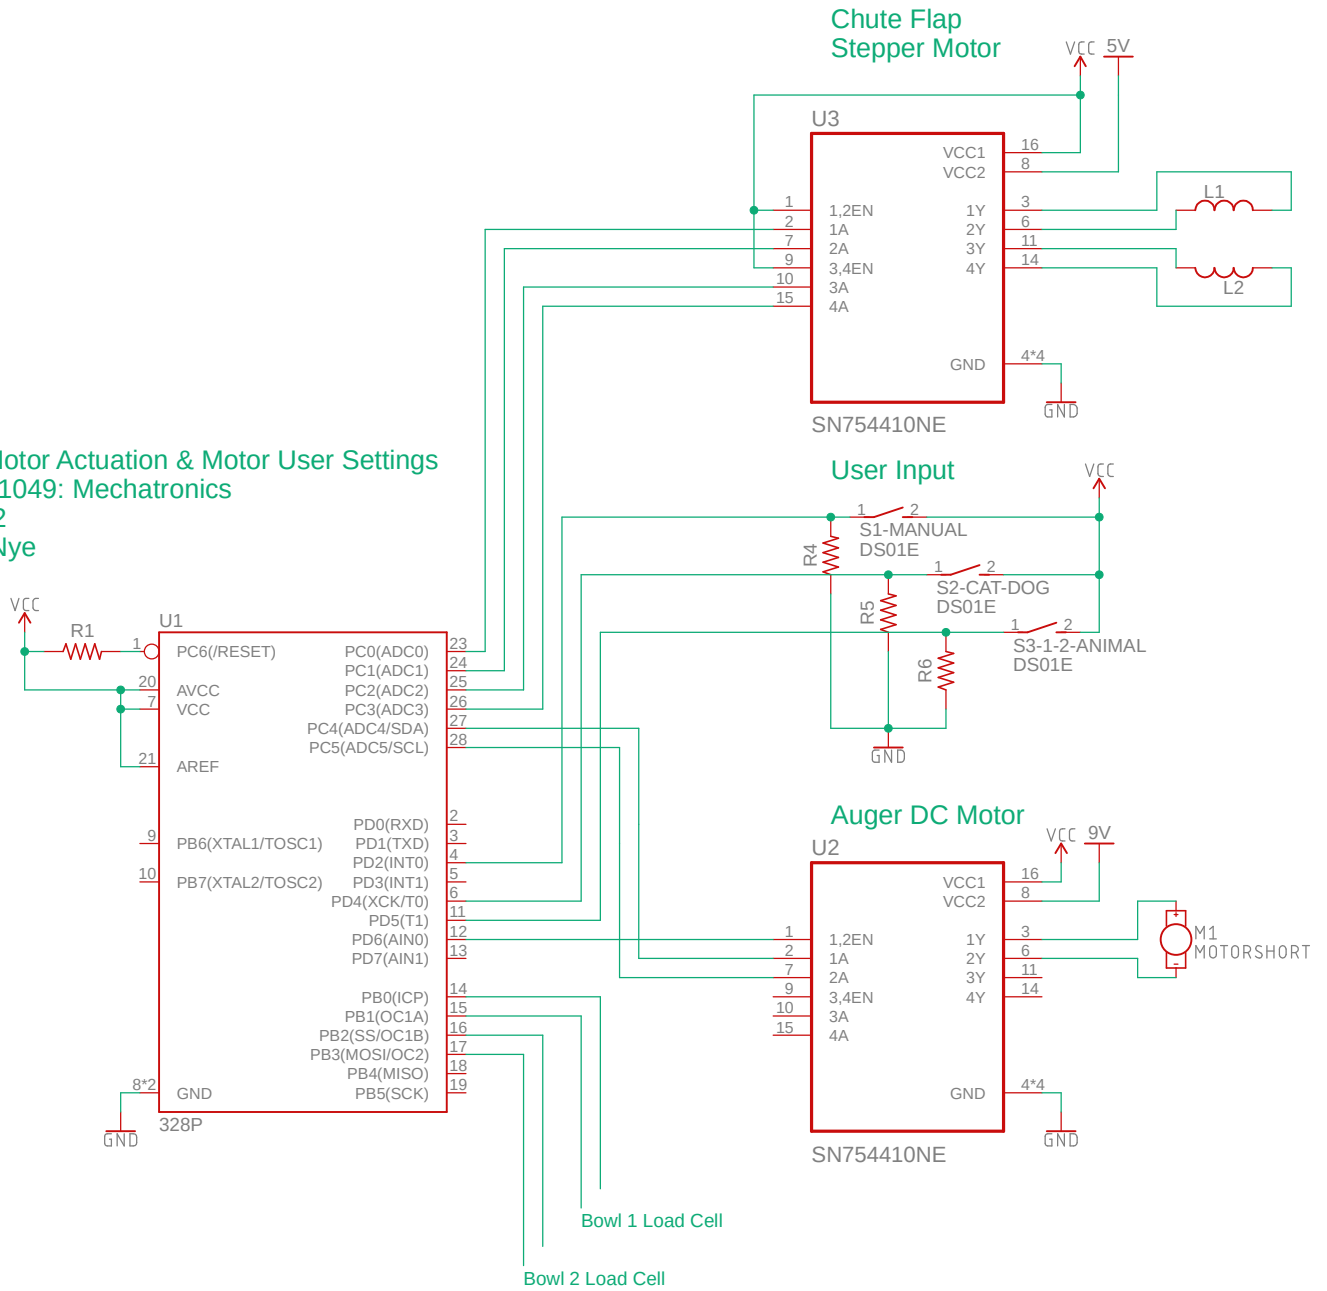 Chute Flap
Stepper Motor
VCC
5V
U3
VCC1
16
VCC2
8
1
1,2EN
1Y
3
2
1A
2Y
6
7
2A
3Y
11
9
3,4EN
4Y
14
10
3A
15
4A
L1
L2
GND
4*4
GND
SN754410NE
otor Actuation & Motor User Settings
1049: Mechatronics
2
Nye
User Input
VCC
1
2
S1-MANUAL
DS01E
R4
1
2
S2-CAT-DOG
DS01E
R5
1
2
S3-1-2-ANIMAL
DS01E
R6
GND
VCC
R1
U1
1
PC6(/RESET)
PC0(ADC0)
23
PC1(ADC1)
24
20
AVCC
PC2(ADC2)
25
7
VCC
PC3(ADC3)
26
PC4(ADC4/SDA)
27
PC5(ADC5/SCL)
28
21
AREF
PD0(RXD)
2
9
PB6(XTAL1/TOSC1)
PD1(TXD)
3
PD2(INT0)
4
10
PB7(XTAL2/TOSC2)
PD3(INT1)
5
PD4(XCK/T0)
6
PD5(T1)
11
PD6(AIN0)
12
PD7(AIN1)
13
PB0(ICP)
14
PB1(OC1A)
15
PB2(SS/OC1B)
16
PB3(MOSI/OC2)
17
PB4(MISO)
18
8*2
GND
PB5(SCK)
19
GND
328P
Auger DC Motor
VCC
9V
U2
VCC1
16
VCC2
8
1
1,2EN
1Y
3
2
1A
2Y
6
7
2A
3Y
11
9
3,4EN
4Y
14
10
3A
15
4A
+
-
M1
MOTORSHORT
GND
4*4
GND
SN754410NE
Bowl 1 Load Cell
Bowl 2 Load Cell